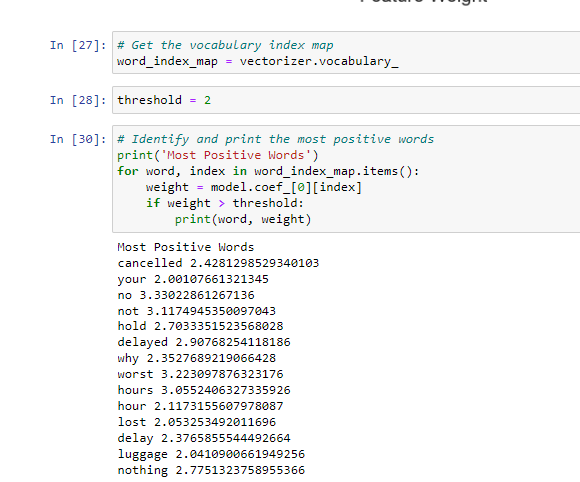 Feature Weight
In [27]: # Get the vocabulary index map
word_index_map = vectorizer.vocabulary_
In [28]: threshold = 2
In [30]: # Identify and print the most positive words
print('Most Positive Words')
for word, index in word_index_map.items():
    weight = model.coef_[0][index]
    if weight > threshold:
        print(word, weight)
Most Positive Words
cancelled 2.4281298529340103
your 2.00107661321345
no 3.33022861267136
not 3.1174945350097043
hold 2.7033351523568028
delayed 2.90768254118186
why 2.3527689219066428
worst 3.223097876323176
hours 3.0552406327335926
hour 2.1173155607978087
lost 2.053253492011696
delay 2.3765855544492664
luggage 2.0410900661949256
nothing 2.7751323758955366